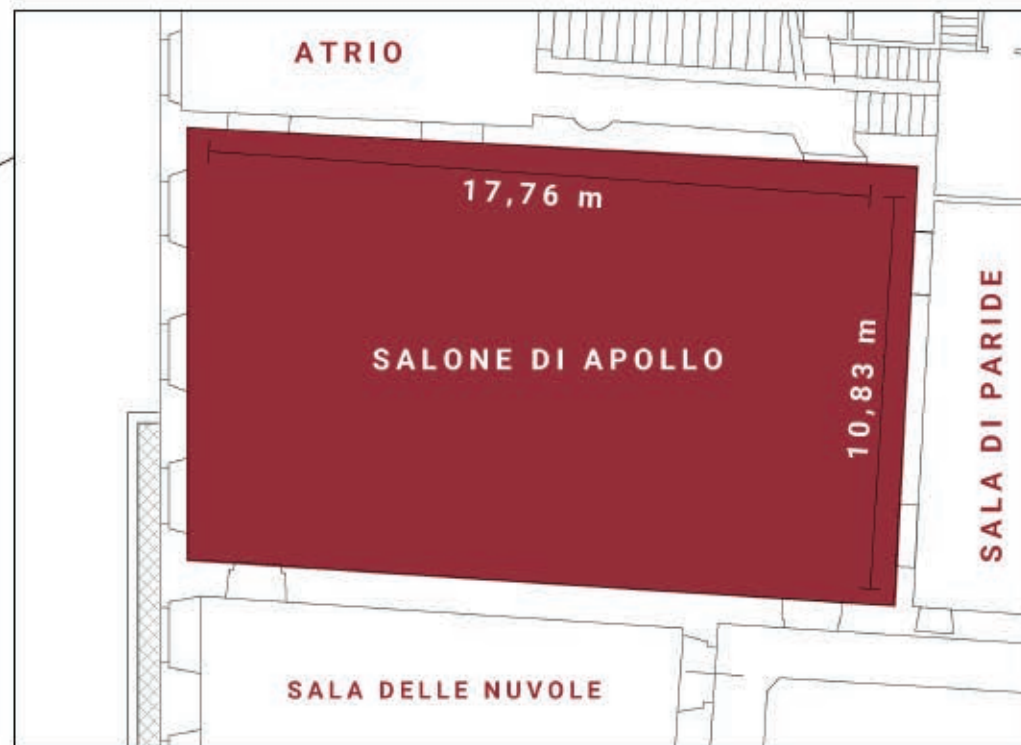 ATRIO
17,76 m
SALONE DI APOLLO
10,83 m
SALA DI PARIDE
SALA DELLE NUVOLE